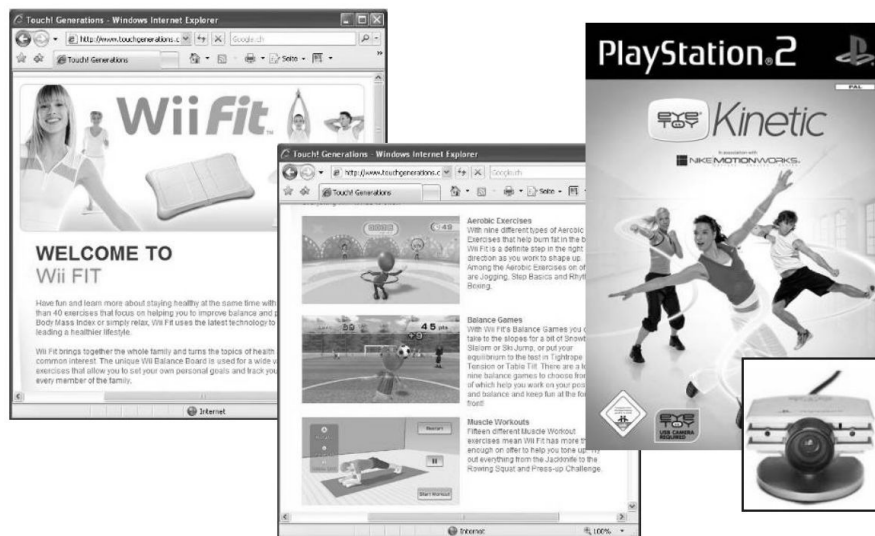 Touch! Generations - Windows Internet Explorer
http://www.touchgenerations.c
Google.ch
Touch! Generations
Seite
Wii Fit
WELCOME TO
Wii FIT
Have fun and learn more about staying healthy at the same time with
than 40 exercises that focus on helping you to improve balance and p
Body Mass Index or simply relax, Wii Fit uses the latest technology to
leading a healthier lifestyle.
Wii Fit brings together the whole family and turns the topics of health
common interest. The unique Wii Balance Board is used for a wide v
exercises that allow you to set your own personal goals and track you
every member of the family.
Internet
Touch! Generations - Windows Internet Explorer
http://www.touchgenerations.c
Google.ch
Touch! Generations
Seite
Aerobic Exercises
With nine different types of Aerobic
Exercises that help burn fat in the b
Wii Fit is a definite step in the right
direction as you work to shape up.
Among the Aerobic Exercises on of
are Jogging, Step Basics and Rhyt
Boxing.
45 pts
Balance Games
With Wii Fit's Balance Games you c
take to the slopes for a bit of Snowb
Slalom or Ski Jump, or put your
equilibrium to the test in Tightrope
Tension or Table Tilt. There are a to
nine balance games to choose from
of which help you work on your pos
and balance and keep fun at the for
front!
Restart
Start Workout
Muscle Workouts
Fifteen different Muscle Workout
exercises mean Wii Fit has more th
enough on offer to help you tone up. Try
out everything from the Jackknife to the
Rowing Squat and Press-up Challenge.
Internet
100%
PlayStation.2
PAL
EYE TOY Kinetic
In association with
NIKE MOTIONWORKS
EYE TOY
USB CAMERA
REQUIRED